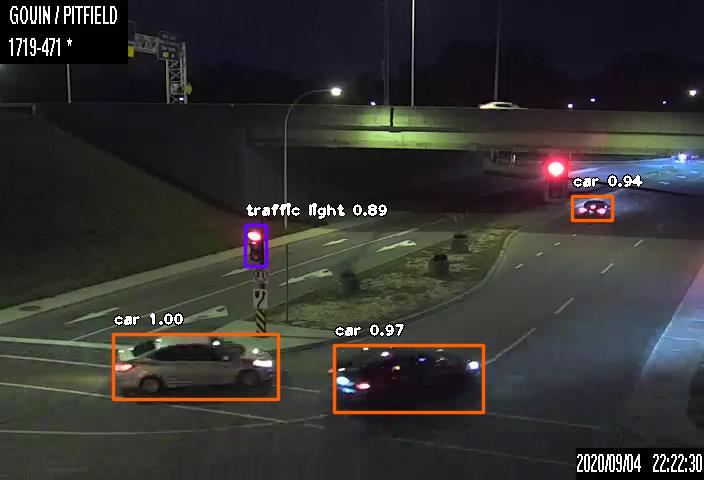 GOUIN / PITFIELD
1719-471 *
car 0.94
traffic light 0.89
car 1.00
car 0.97
2020/09/04 22:22:30